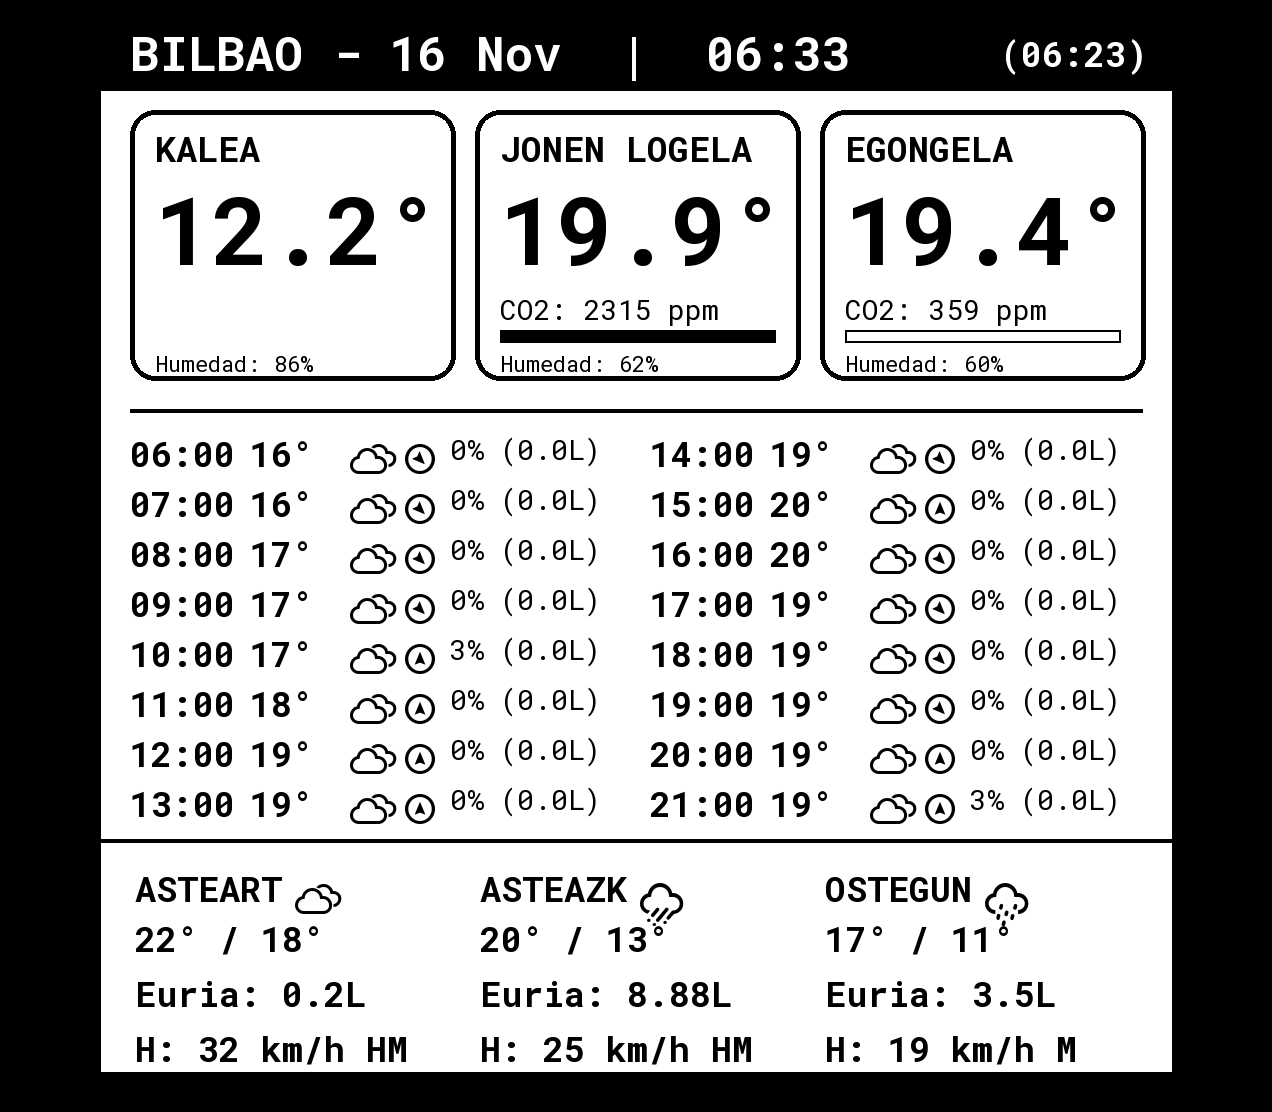 BILBAO - 16 Nov | 06:33 (06:23)
KALEA
12.2°
Humedad: 86%
JONEN LOGELA
19.9°
CO2: 2315 ppm
Humedad: 62%
EGONGELA
19.4°
CO2: 359 ppm
Humedad: 60%
06:00 16° 0% (0.0L)
07:00 16° 0% (0.0L)
08:00 17° 0% (0.0L)
09:00 17° 0% (0.0L)
10:00 17° 3% (0.0L)
11:00 18° 0% (0.0L)
12:00 19° 0% (0.0L)
13:00 19° 0% (0.0L)
14:00 19° 0% (0.0L)
15:00 20° 0% (0.0L)
16:00 20° 0% (0.0L)
17:00 19° 0% (0.0L)
18:00 19° 0% (0.0L)
19:00 19° 0% (0.0L)
20:00 19° 0% (0.0L)
21:00 19° 3% (0.0L)
ASTEART
22° / 18°
Euria: 0.2L
H: 32 km/h HM
ASTEAZK
20° / 13°
Euria: 8.88L
H: 25 km/h HM
OSTEGUN
17° / 11°
Euria: 3.5L
H: 19 km/h M